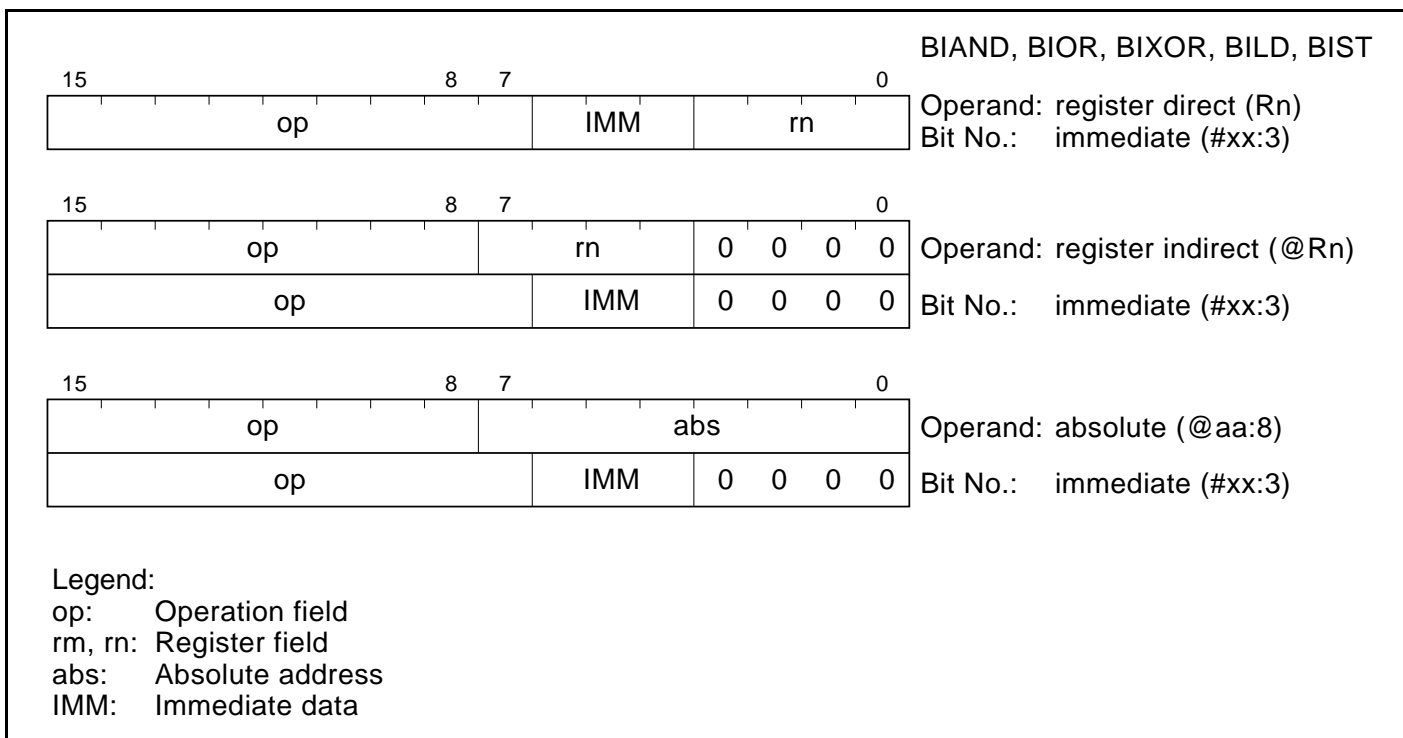 BIAND, BIOR, BIXOR, BILD, BIST
15 8 7 0
op IMM rn
Operand: register direct (Rn)
Bit No.: immediate (#xx:3)
15 8 7 0
op rn 0 0 0 0 Operand: register indirect (@Rn)
op IMM 0 0 0 0 Bit No.: immediate (#xx:3)
15 8 7 0
op abs Operand: absolute (@aa:8)
op IMM 0 0 0 0 Bit No.: immediate (#xx:3)
Legend:
op: Operation field
rm, rn: Register field
abs: Absolute address
IMM: Immediate data